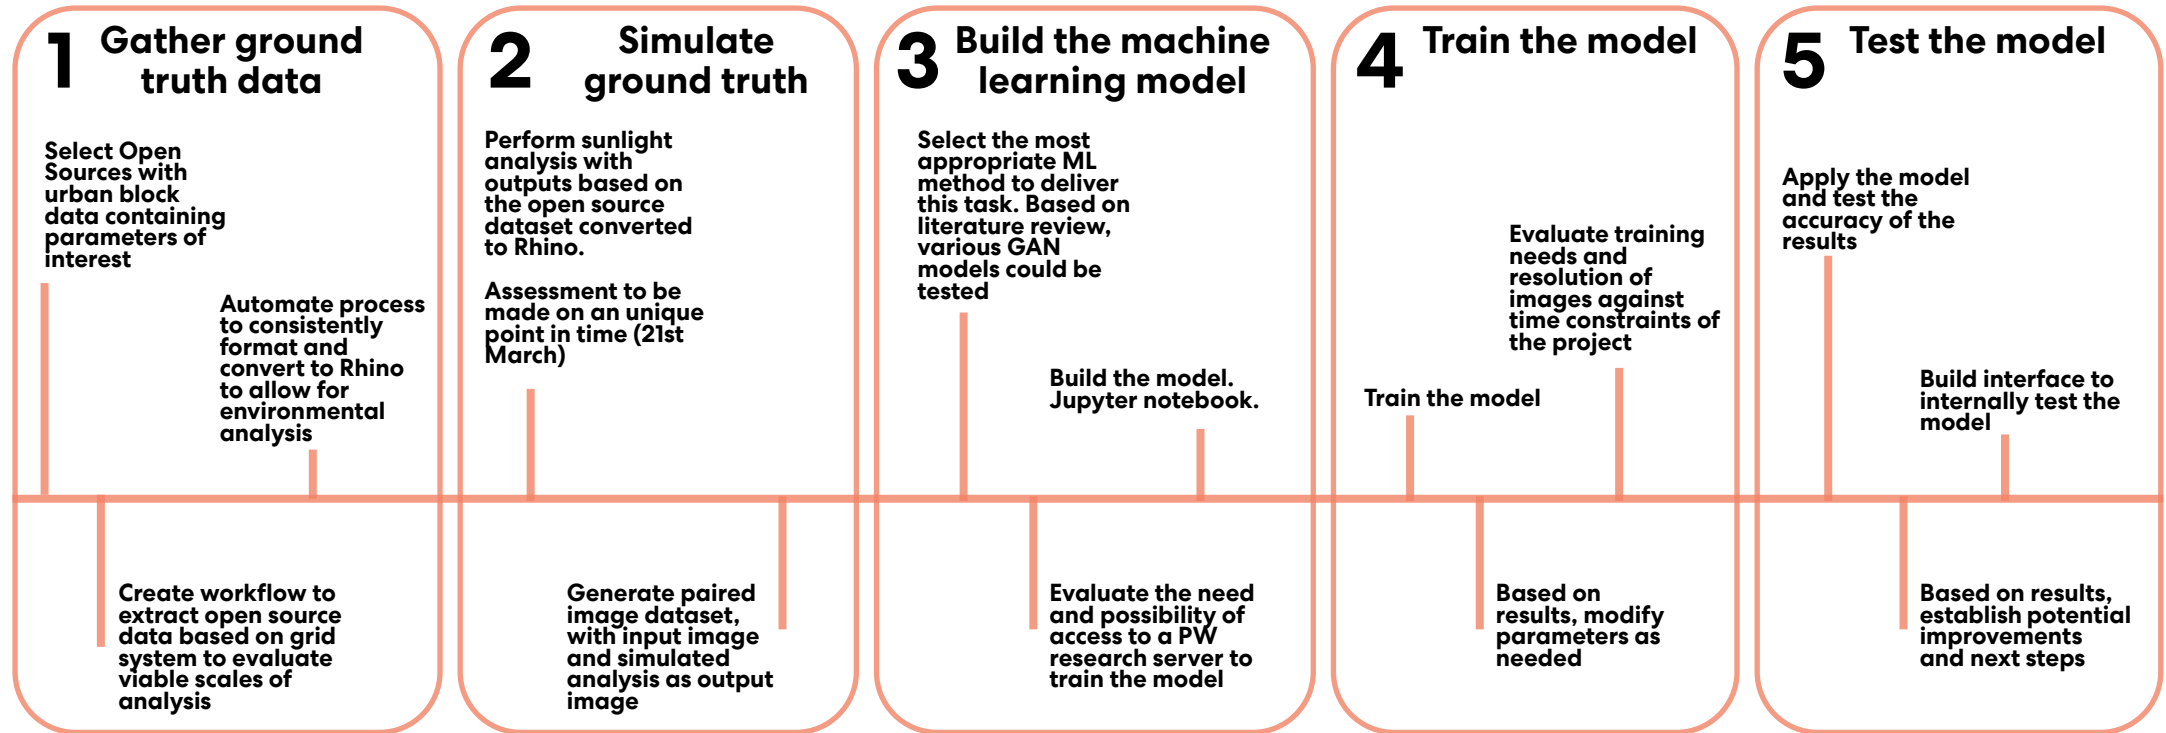 1
Gather ground
truth data
Select Open
Sources with
urban block
data containing
parameters of
interest
Automate process
to consistently
format and
convert to Rhino
to allow for
environmental
analysis
Create workflow to
extract open source
data based on grid
system to evaluate
viable scales of
analysis
2
Simulate
ground truth
Perform sunlight
analysis with
outputs based on
the open source
dataset converted
to Rhino.
Assessment to be
made on an unique
point in time (21st
March)
Generate paired
image dataset,
with input image
and simulated
analysis as output
image
3
Build the machine
learning model
Select the most
appropriate ML
method to deliver
this task. Based on
literature review,
various GAN
models could be
tested
Build the model.
Jupyter notebook.
Evaluate the need
and possibility of
access to a PW
research server to
train the model
4
Train the model
Evaluate training
needs and
resolution of
images against
time constraints of
the project
Train the model
Based on
results, modify
parameters as
needed
5
Test the model
Apply the model
and test the
accuracy of the
results
Build interface to
internally test the
model
Based on results,
establish potential
improvements
and next steps